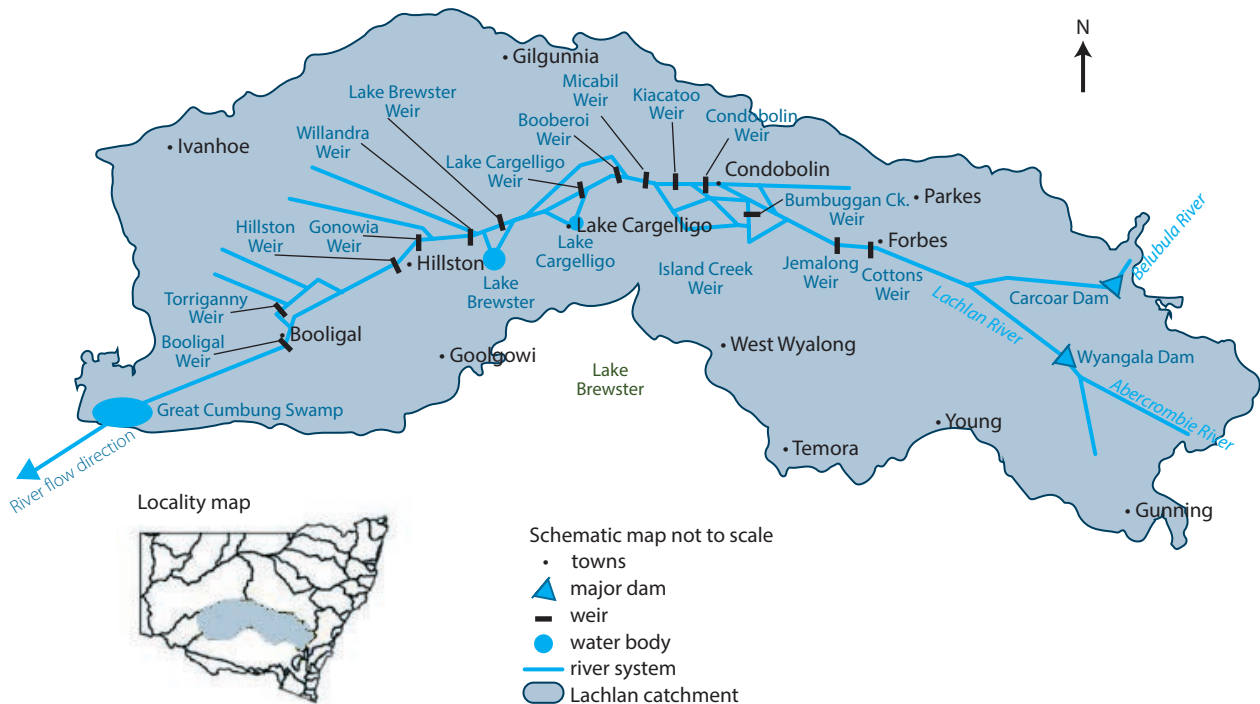 N
Gilgunnia
Micabil
Weir
Kiacatoo
Weir
Lake Brewster
Weir
Condobolin
Weir
Booberoi
Weir
Willandra
Weir
Ivanhoe
Lake Cargelligo
Weir
Condobolin
Parkes
Bumbuggan Ck.
Weir
Hillston
Weir
Gonowia
Weir
Lake Cargelligo
Forbes
Belubula River
Hillston
Lake
Cargelligo
Island Creek
Weir
Jemalong
Weir
Cottons
Weir
Lake
Brewster
Carcoar Dam
Torriganny
Weir
Lachlan River
Booligal
Weir
Booligal
Goolgowi
West Wyalong
Wyangala Dam
Lake
Brewster
Abercrombie River
Great Cumbung Swamp
Young
Temora
River flow direction
Gunning
Locality map
Schematic map not to scale
towns
major dam
weir
water body
river system
Lachlan catchment